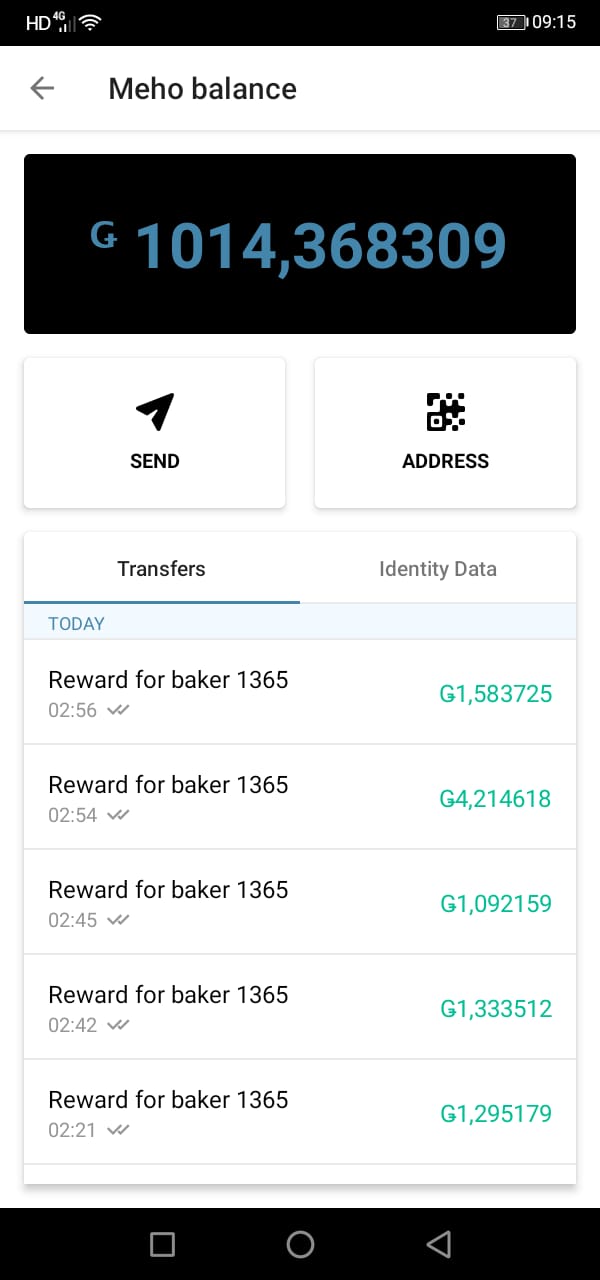 HD 4G 37 09:15
Meho balance
Ǥ 1014,368309
SEND
ADDRESS
Transfers
Identity Data
TODAY
Reward for baker 1365
02:56
Ǥ1,583725
Reward for baker 1365
02:54
Ǥ4,214618
Reward for baker 1365
02:45
Ǥ1,092159
Reward for baker 1365
02:42
Ǥ1,333512
Reward for baker 1365
02:21
Ǥ1,295179